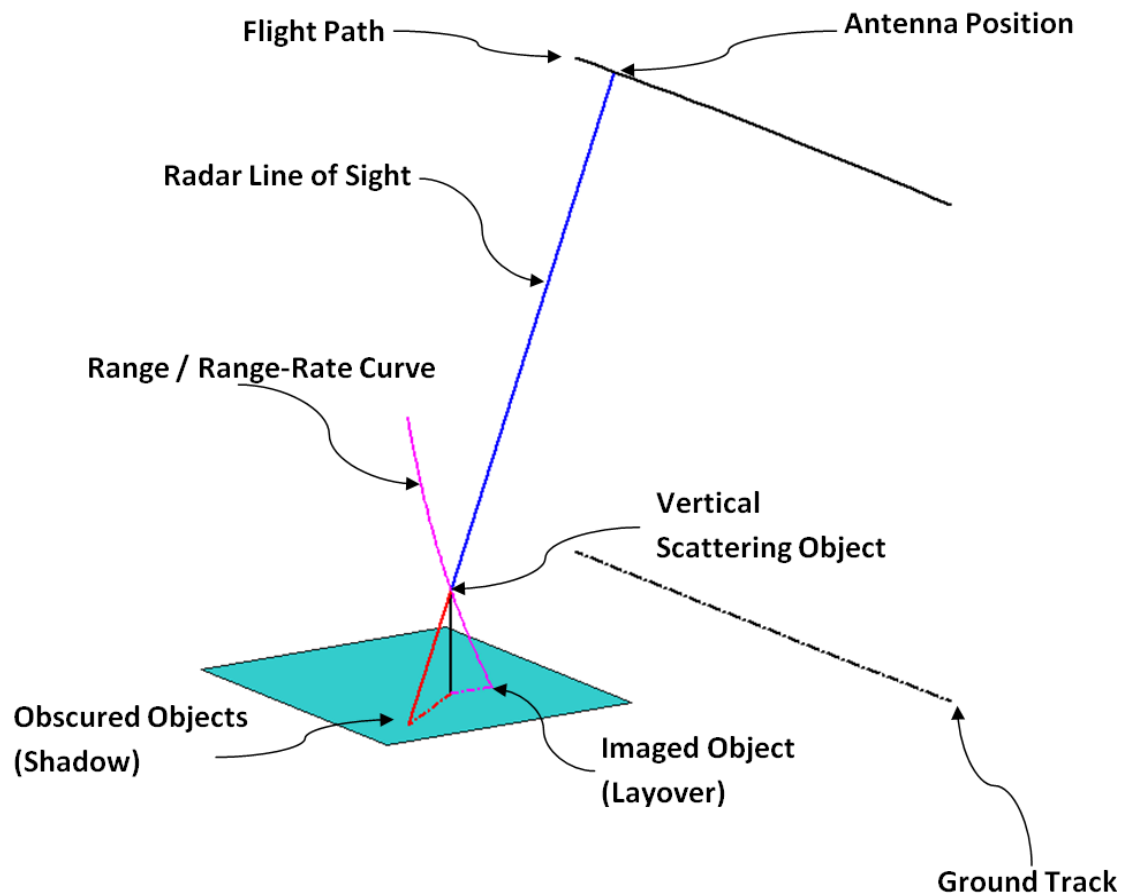 Flight Path
Antenna Position
Radar Line of Sight
Range / Range-Rate Curve
Vertical
Scattering Object
Obscured Objects
(Shadow)
Imaged Object
(Layover)
Ground Track